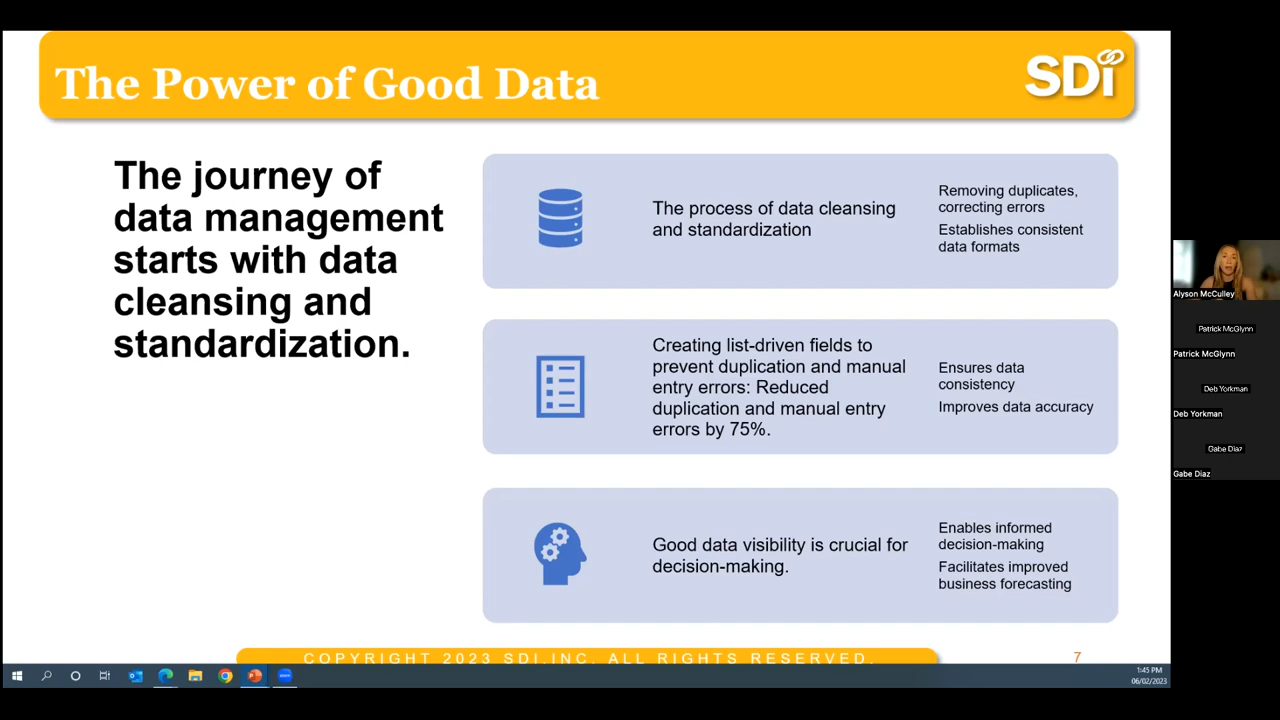 The Power of Good Data
SDi
The journey of
data management
starts with data
cleansing and
standardization.
The process of data cleansing
and standardization
Removing duplicates,
correcting errors
Establishes consistent
data formats
Creating list-driven fields to
prevent duplication and manual
entry errors: Reduced
duplication and manual entry
errors by 75%.
Ensures data
consistency
Improves data accuracy
Good data visibility is crucial for
decision-making.
Enables informed
decision-making
Facilitates improved
business forecasting
COPYRIGHT 2023 SDI,INC. ALL RIGHTS RESERVED.
7
1:45 PM
06/02/2023
Alyson McCulley
Patrick McGlynn
Patrick McGlynn
Deb Yorkman
Deb Yorkman
Gabe Diaz
Gabe Diaz